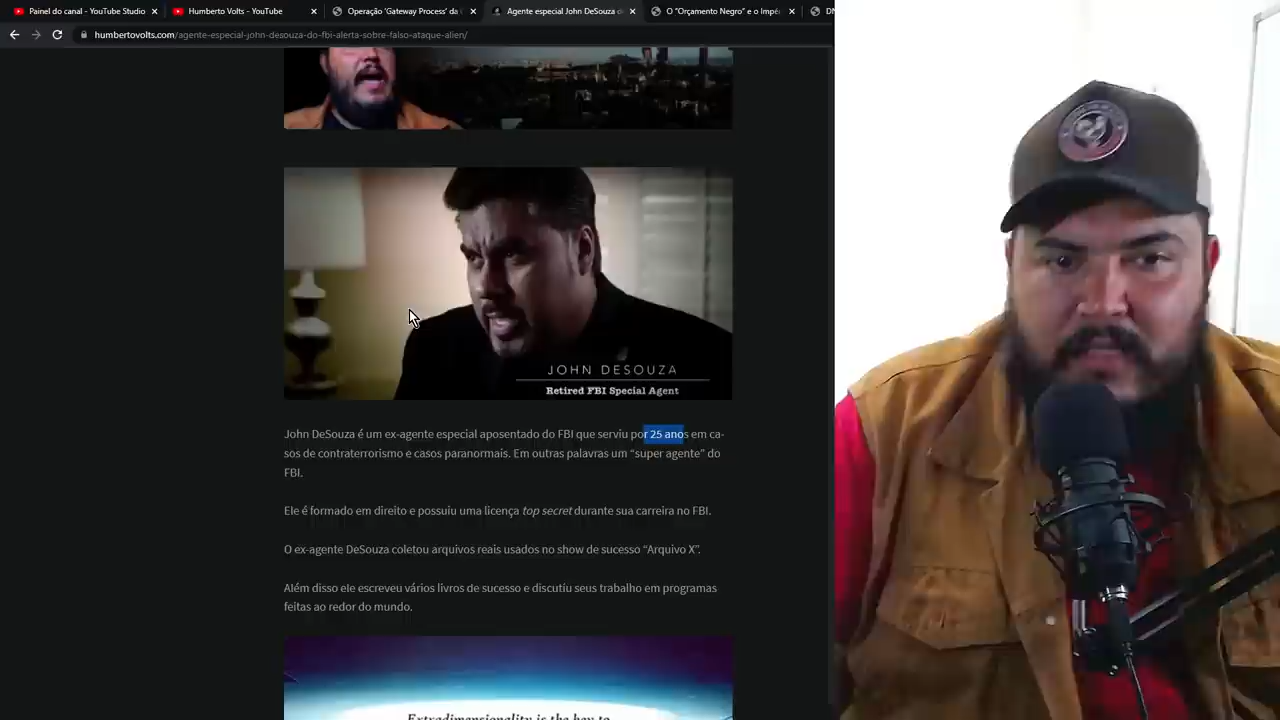 Painel do canal - YouTube Studio
Humberto Volts - YouTube
Operação 'Gateway Process' da
Agente especial John DeSouza d
O "Orçamento Negro" e o Impé
humbertovolts.com/agente-especial-john-desouza-do-fbi-alerta-sobre-falso-ataque-alien/
JOHN DESOUZA
Retired FBI Special Agent
John DeSouza é um ex-agente especial aposentado do FBI que serviu por 25 anos em ca-
sos de contraterrorismo e casos paranormais. Em outras palavras um “super agente” do
FBI.
Ele é formado em direito e possuiu uma licença top secret durante sua carreira no FBI.
O ex-agente DeSouza coletou arquivos reais usados no show de sucesso “Arquivo X”.
Além disso ele escreveu vários livros de sucesso e discutiu seus trabalho em programas
feitas ao redor do mundo.
Extradimensionality is the key to